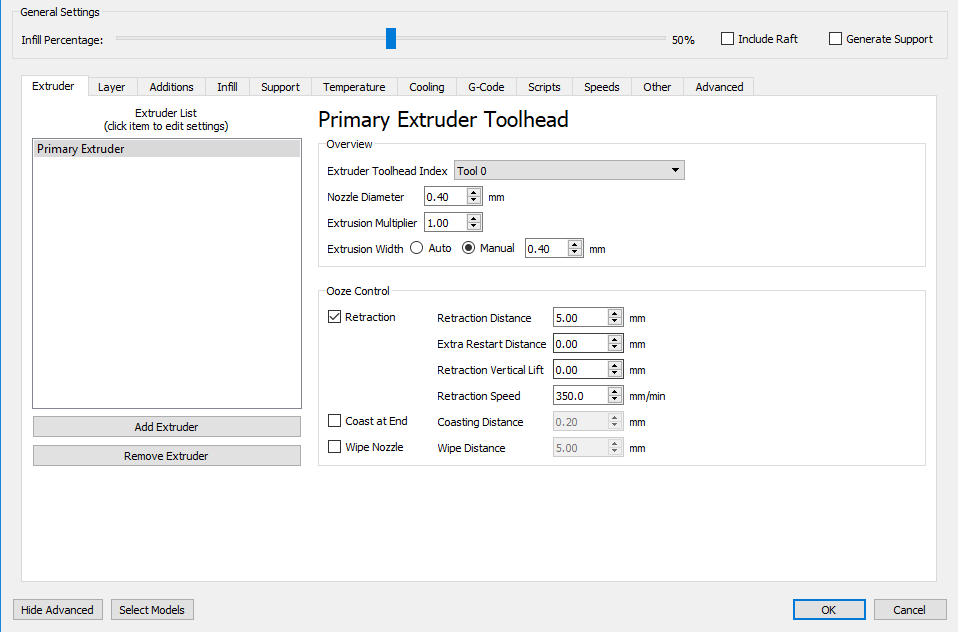 General Settings
Infill Percentage: 50% Include Raft Generate Support
Extruder Layer Additions Infill Support Temperature Cooling G-Code Scripts Speeds Other Advanced
Extruder List
(click item to edit settings)
Primary Extruder
Add Extruder
Remove Extruder
Primary Extruder Toolhead
Overview
Extruder Toolhead Index Tool 0
Nozzle Diameter 0.40 mm
Extrusion Multiplier 1.00
Extrusion Width Auto Manual 0.40 mm
Ooze Control
Retraction Retraction Distance 5.00 mm
Extra Restart Distance 0.00 mm
Retraction Vertical Lift 0.00 mm
Retraction Speed 350.0 mm/min
Coast at End Coasting Distance 0.20 mm
Wipe Nozzle Wipe Distance 5.00 mm
Hide Advanced Select Models OK Cancel